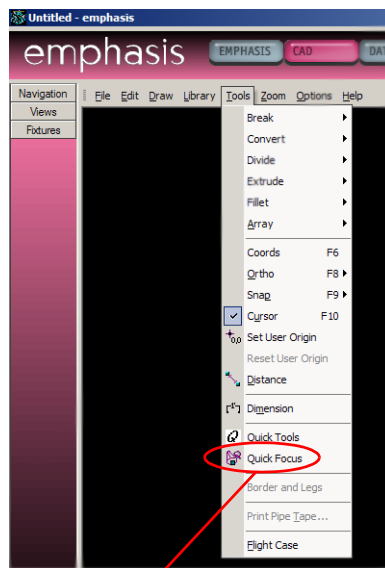 Untitled - emphasis
emphasis EMPHASIS CAD DAT
Navigation
Views
Fixtures
File Edit Draw Library Tools Zoom Options Help
Break
Convert
Divide
Extrude
Fillet
Array
Coords F6
Ortho F8
Snap F9
Cursor F10
0,0 Set User Origin
Reset User Origin
Distance
Dimension
Q Quick Tools
Quick Focus
Border and Legs
Print Pipe Tape...
Flight Case